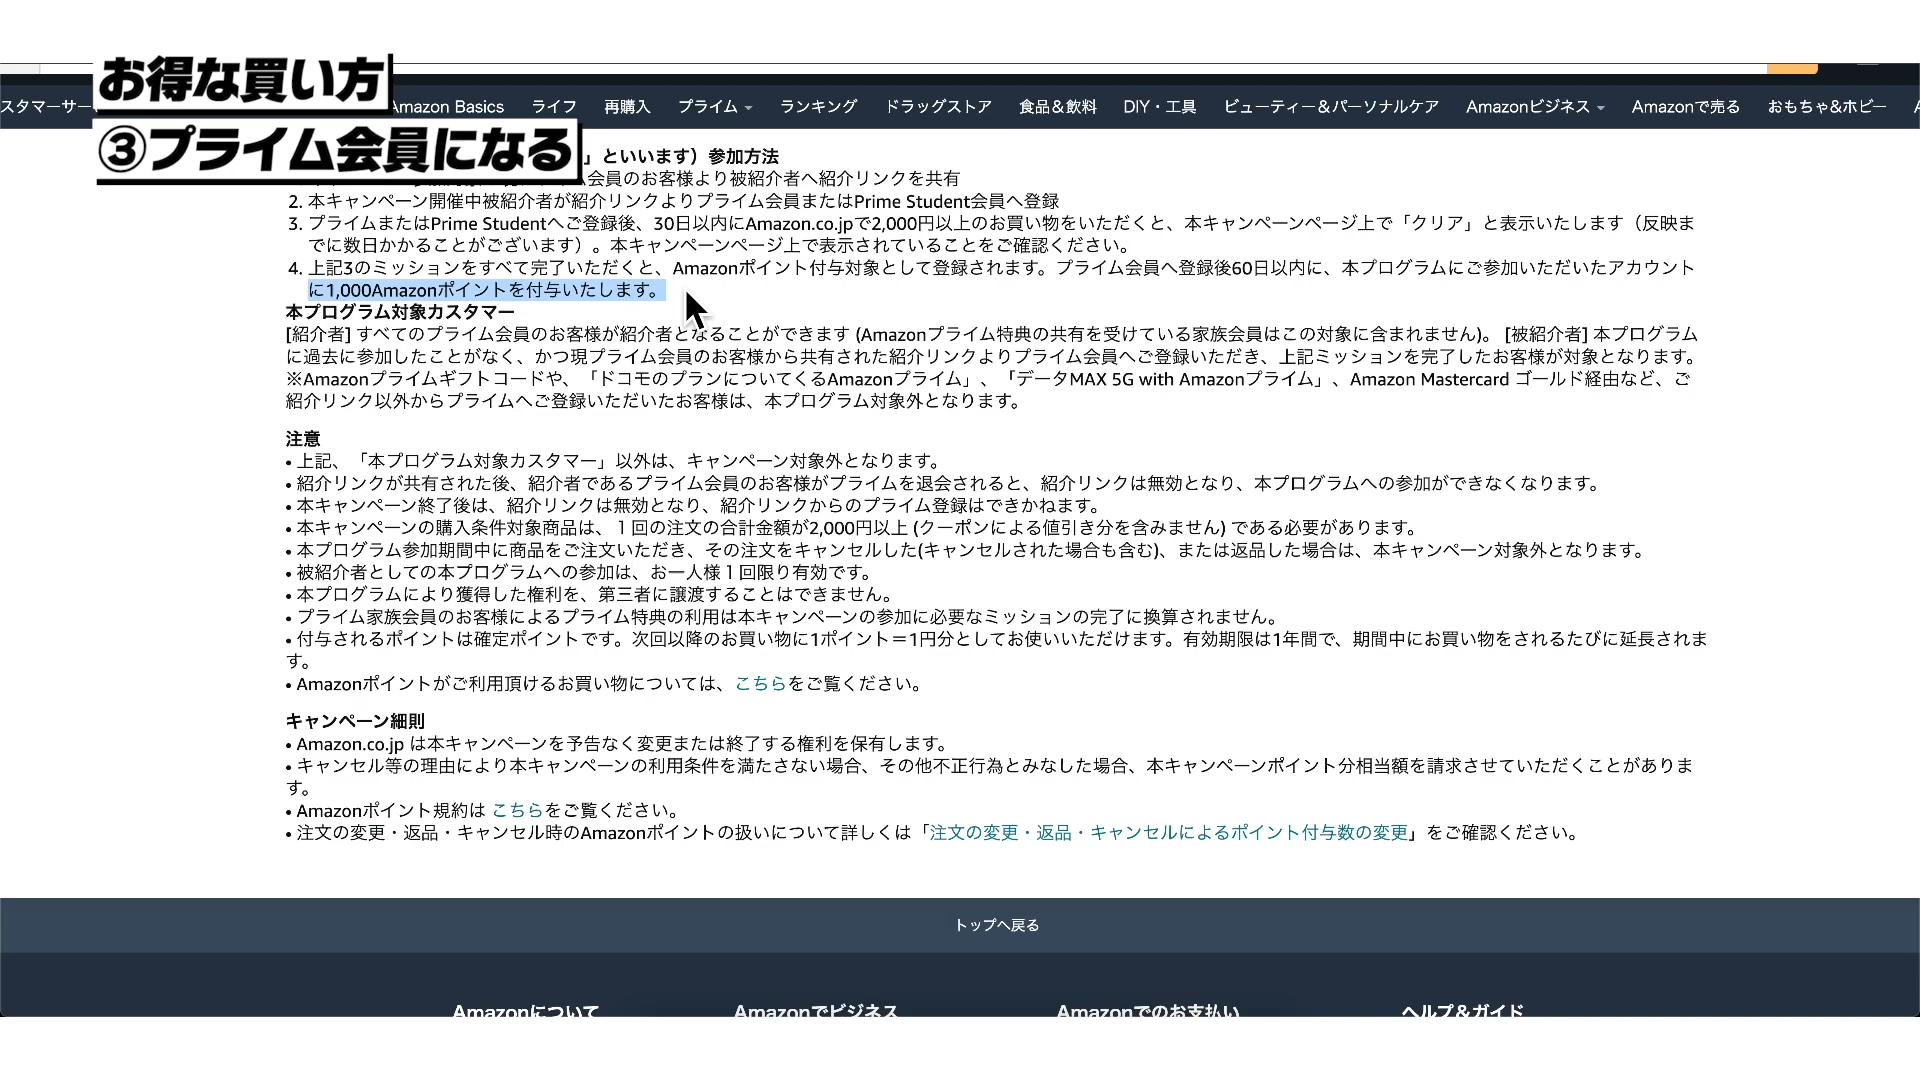 お得な買い方
③プライム会員になる
スタマーサー Amazon Basics ライフ 再購入 プライム ランキング ドラッグストア 食品&飲料 DIY・工具 ビューティー&パーソナルケア Amazonビジネス Amazonで売る おもちゃ&ホビー
」といいます）参加方法
会員のお客様より被紹介者へ紹介リンクを共有
2. 本キャンペーン開催中被紹介者が紹介リンクよりプライム会員またはPrime Student会員へ登録
3. プライムまたはPrime Studentへご登録後、30日以内にAmazon.co.jpで2,000円以上のお買い物をいただくと、本キャンペーンページ上で「クリア」と表示いたします（反映ま
でに数日かかることがございます）。本キャンペーンページ上で表示されていることをご確認ください。
4. 上記3のミッションをすべて完了いただくと、Amazonポイント付与対象として登録されます。プライム会員へ登録後60日以内に、本プログラムにご参加いただいたアカウント
に1,000Amazonポイントを付与いたします。
本プログラム対象カスタマー
[紹介者] すべてのプライム会員のお客様が紹介者となることができます (Amazonプライム特典の共有を受けている家族会員はこの対象に含まれません)。 [被紹介者] 本プログラム
に過去に参加したことがなく、かつ現プライム会員のお客様から共有された紹介リンクよりプライム会員へご登録いただき、上記ミッションを完了したお客様が対象となります。
※Amazonプライムギフトコードや、「ドコモのプランについてくるAmazonプライム」、「データMAX 5G with Amazonプライム」、Amazon Mastercard ゴールド経由など、ご
紹介リンク以外からプライムへご登録いただいたお客様は、本プログラム対象外となります。
注意
• 上記、「本プログラム対象カスタマー」以外は、キャンペーン対象外となります。
• 紹介リンクが共有された後、紹介者であるプライム会員のお客様がプライムを退会されると、紹介リンクは無効となり、本プログラムへの参加ができなくなります。
• 本キャンペーン終了後は、紹介リンクは無効となり、紹介リンクからのプライム登録はできかねます。
• 本キャンペーンの購入条件対象商品は、１回の注文の合計金額が2,000円以上 (クーポンによる値引き分を含みません) である必要があります。
• 本プログラム参加期間中に商品をご注文いただき、その注文をキャンセルした(キャンセルされた場合も含む)、または返品した場合は、本キャンペーン対象外となります。
• 被紹介者としての本プログラムへの参加は、お一人様１回限り有効です。
• 本プログラムにより獲得した権利を、第三者に譲渡することはできません。
• プライム家族会員のお客様によるプライム特典の利用は本キャンペーンの参加に必要なミッションの完了に換算されません。
• 付与されるポイントは確定ポイントです。次回以降のお買い物に1ポイント＝1円分としてお使いいただけます。有効期限は1年間で、期間中にお買い物をされるたびに延長されま
す。
• Amazonポイントがご利用頂けるお買い物については、こちらをご覧ください。
キャンペーン細則
• Amazon.co.jp は本キャンペーンを予告なく変更または終了する権利を保有します。
• キャンセル等の理由により本キャンペーンの利用条件を満たさない場合、その他不正行為とみなした場合、本キャンペーンポイント分相当額を請求させていただくことがありま
す。
• Amazonポイント規約は こちらをご覧ください。
• 注文の変更・返品・キャンセル時のAmazonポイントの扱いについて詳しくは「注文の変更・返品・キャンセルによるポイント付与数の変更」をご確認ください。
トップへ戻る
Amazonについて Amazonでビジネス Amazonでのお支払い ヘルプ&ガイド